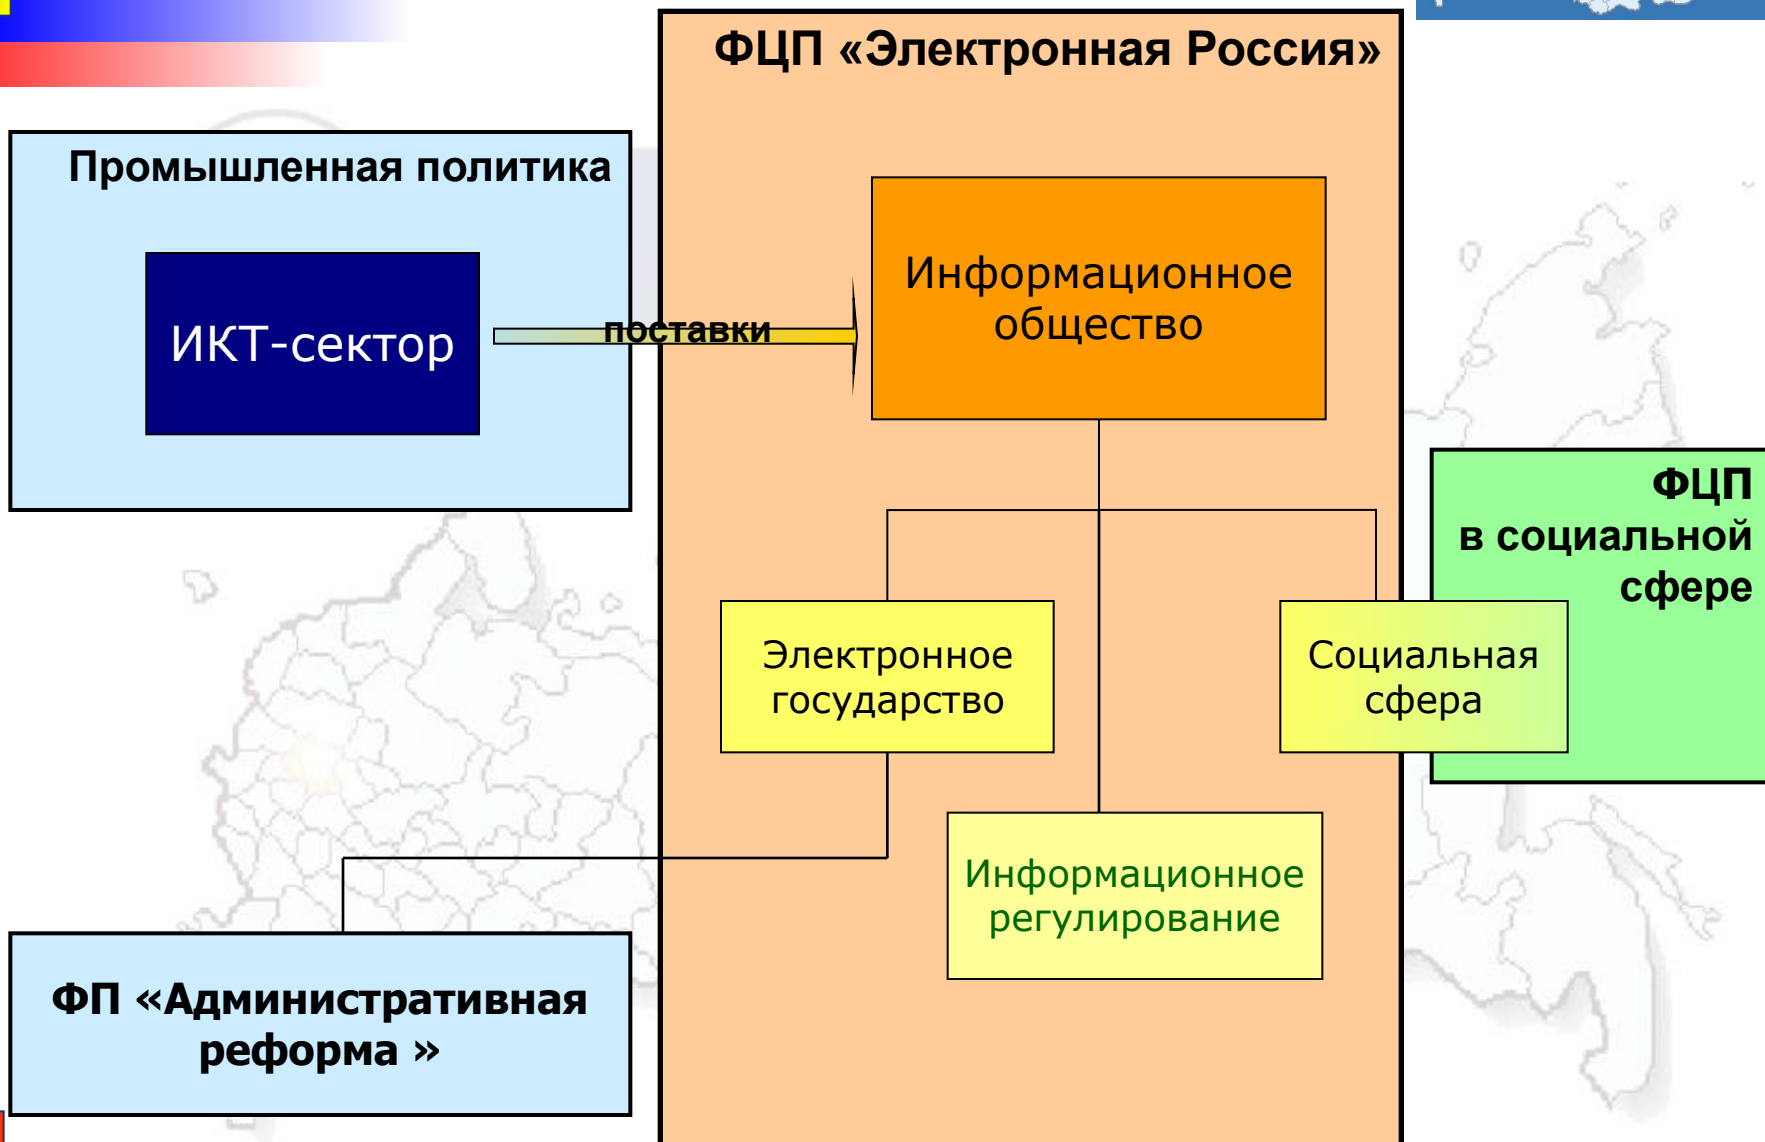 ФЦП «Электронная Россия»
Промышленная политика
ИКТ-сектор
поставки
Информационное
общество
ФЦП
в социальной
сфере
Электронное
государство
Социальная
сфера
Информационное
регулирование
ФП «Административная
реформа »